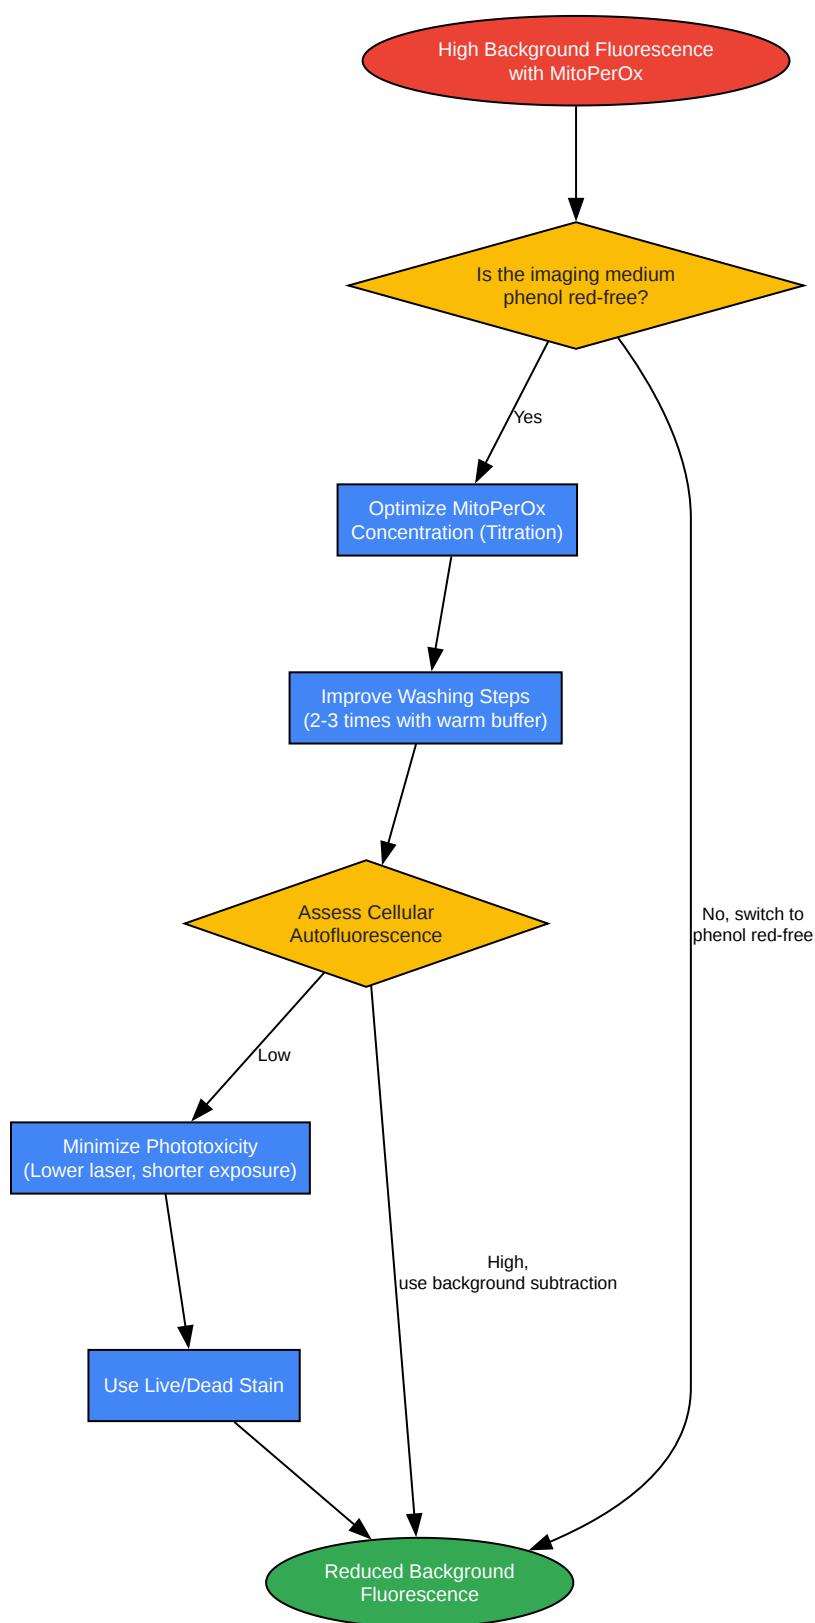 High Background Fluorescence
with MitoPerOx
Is the imaging medium
phenol red-free?
Yes
Optimize MitoPerOx
Concentration (Titration)
Improve Washing Steps
(2-3 times with warm buffer)
Assess Cellular
Autofluorescence
No, switch to
phenol red-free
Low
Minimize Phototoxicity
(Lower laser, shorter exposure)
High,
use background subtraction
Use Live/Dead Stain
Reduced Background
Fluorescence